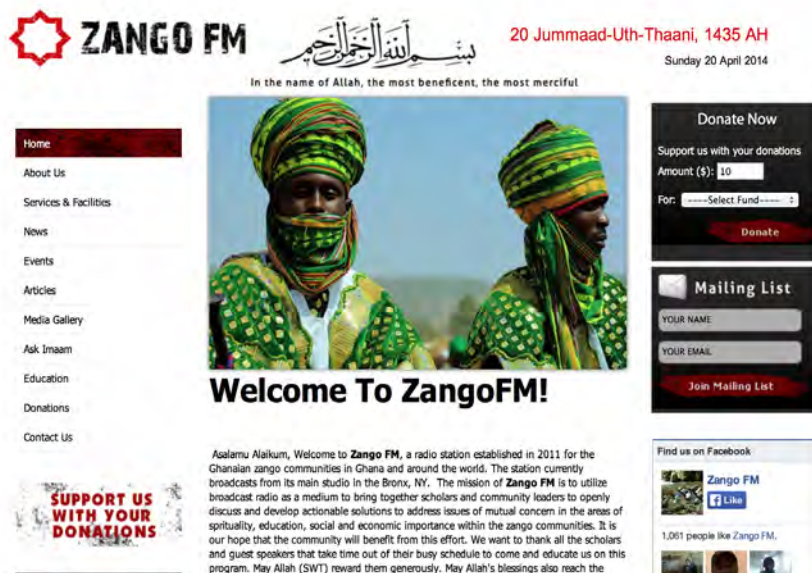 ZANGO FM
بسم الله الرحمن الرحيم
In the name of Allah, the most beneficent, the most merciful
20 Jummaad-Uth-Thaani, 1435 AH
Sunday 20 April 2014
Home
About Us
Services & Facilities
News
Events
Articles
Media Gallery
Ask Imaam
Education
Donations
Contact Us
SUPPORT US
WITH YOUR
DONATIONS
Welcome To ZangoFM!
Asalamu Alaikum, Welcome to Zango FM, a radio station established in 2011 for the
Ghanaian zango communities in Ghana and around the world. The station currently
broadcasts from its main studio in the Bronx, NY. The mission of Zango FM is to utilize
broadcast radio as a medium to bring together scholars and community leaders to openly
discuss and develop actionable solutions to address issues of mutual concern in the areas of
sprituality, education, social and economic importance within the zango communities. It is
our hope that the community will benefit from this effort. We want to thank all the scholars
and guest speakers that take time out of their busy schedule to come and educate us on this
program. May Allah (SWT) reward them generously. May Allah's blessings also reach the
Donate Now
Support us with your donations
Amount ($): 10
For: ----Select Fund----
Donate
Mailing List
YOUR NAME
YOUR EMAIL
Join Mailing List
Find us on Facebook
Zango FM
Like
1,061 people like Zango FM.